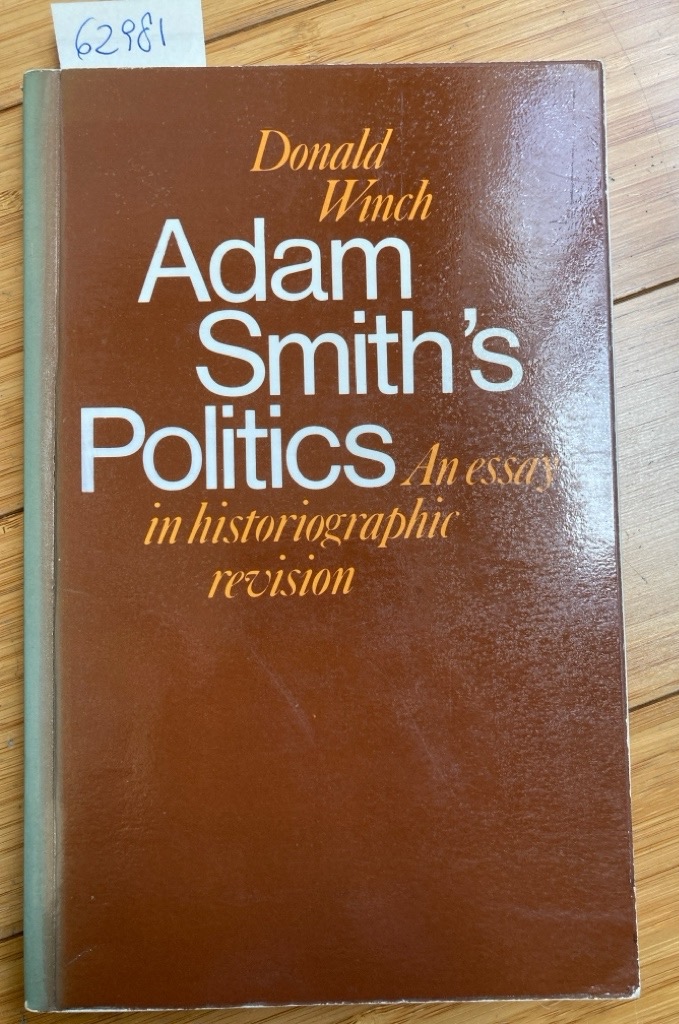 62981
Donald
Winch
Adam
Smith's
Politics An essay
in historiographic
revision